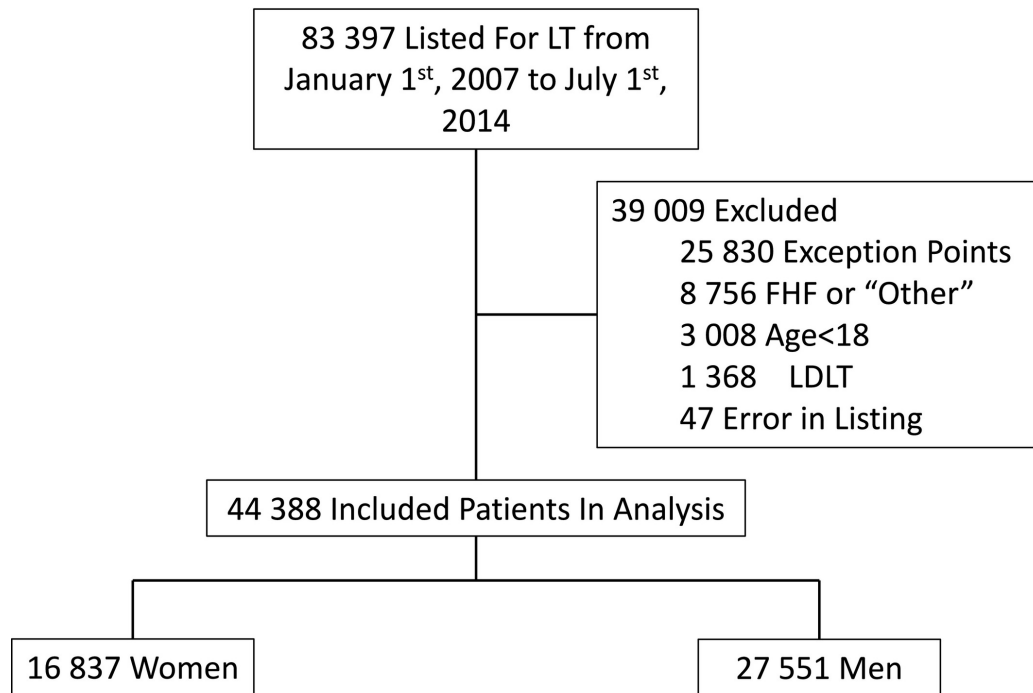 83 397 Listed For LT from
January 1st, 2007 to July 1st,
2014
39 009 Excluded
25 830 Exception Points
8 756 FHF or “Other”
3 008 Age<18
1 368 LDLT
47 Error in Listing
44 388 Included Patients In Analysis
16 837 Women
27 551 Men